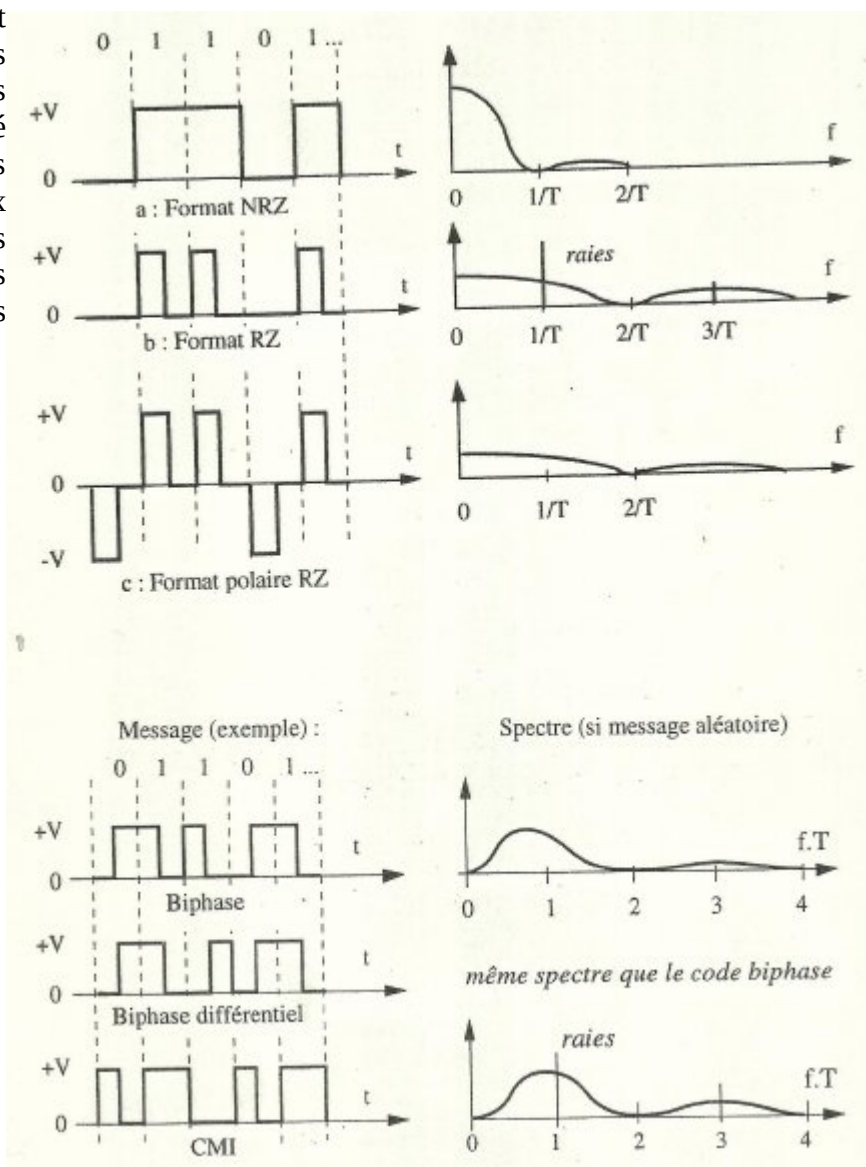 t
s
s
é
s
x
s
s
s
0 1 1 0 1 ...
+V
0
t
a : Format NRZ
f
0 1/T 2/T
+V
0
t
b : Format RZ
raies
f
0 1/T 2/T 3/T
+V
0
-V
t
c : Format polaire RZ
f
0 1/T 2/T
Message (exemple) :
Spectre (si message aléatoire)
0 1 1 0 1 ...
+V
0
t
Biphase
f.T
0 1 2 3 4
+V
0
t
Biphase différentiel
même spectre que le code biphase
+V
0
t
CMI
raies
f.T
0 1 2 3 4